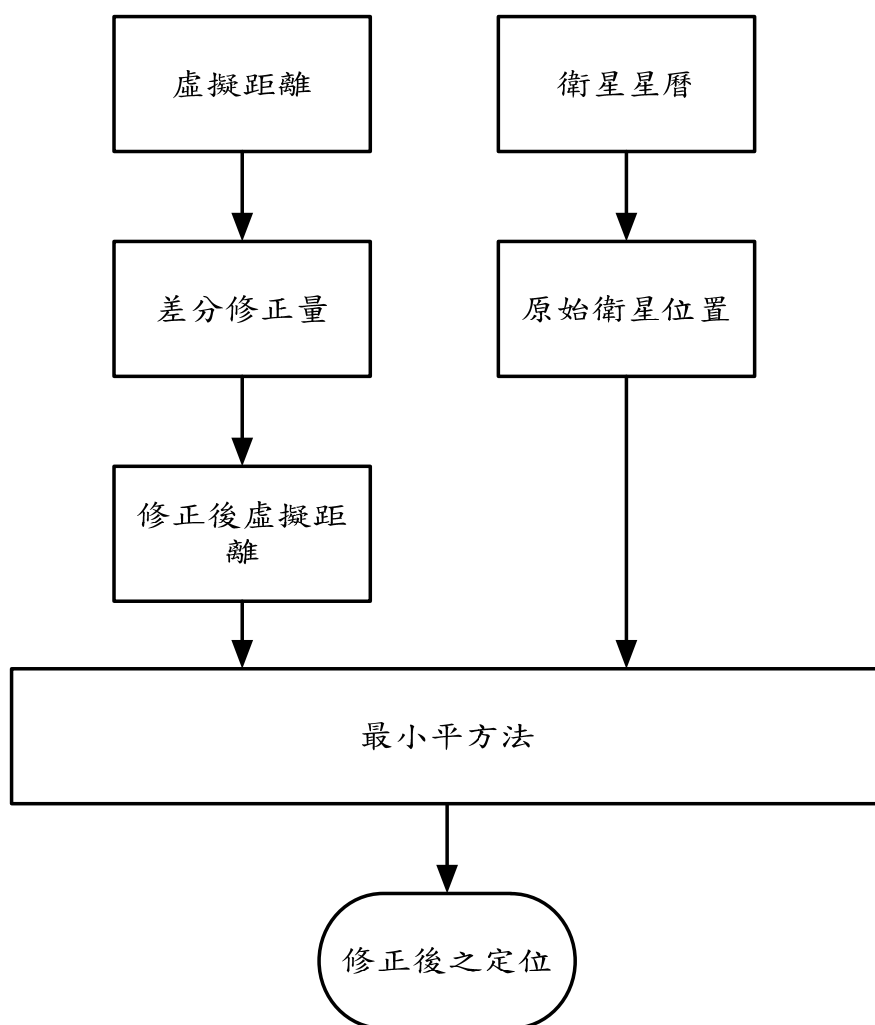 虛擬距離
衛星星曆
差分修正量
原始衛星位置
修正後虛擬距
離
最小平方法
修正後之定位